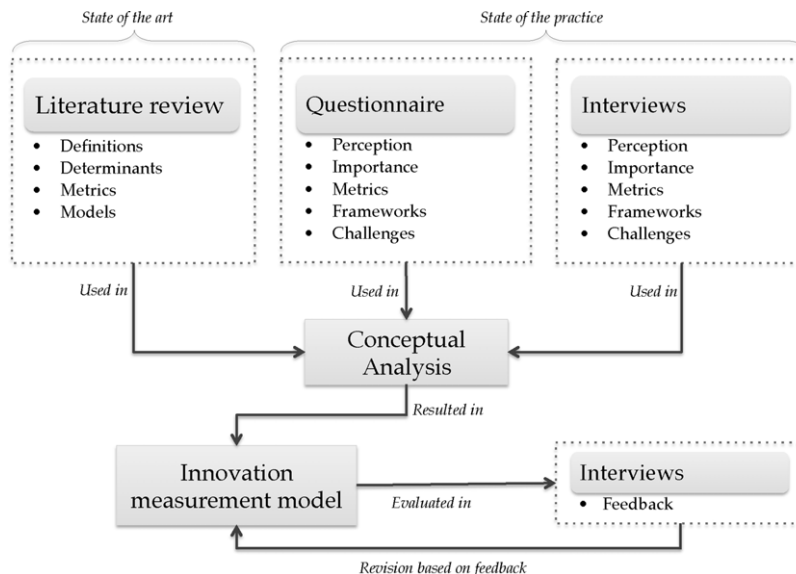 State of the art
State of the practice
Literature review
• Definitions
• Determinants
• Metrics
• Models
Questionnaire
• Perception
• Importance
• Metrics
• Frameworks
• Challenges
Interviews
• Perception
• Importance
• Metrics
• Frameworks
• Challenges
Used in
Used in
Used in
Conceptual
Analysis
Resulted in
Innovation
measurement model
Evaluated in
Interviews
• Feedback
Revision based on feedback